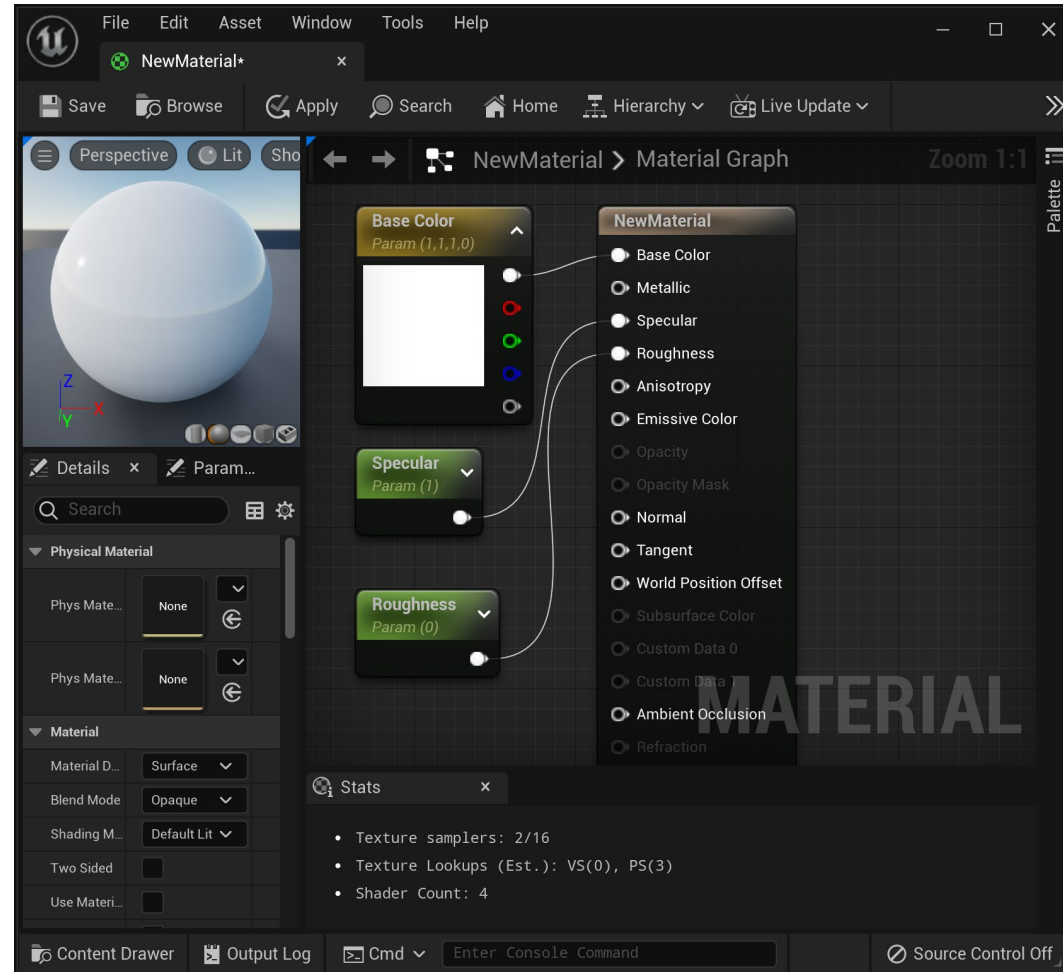 File Edit Asset Window Tools Help
NewMaterial*
Save Browse Apply Search Home Hierarchy Live Update
Perspective Lit Sho
NewMaterial > Material Graph Zoom 1:1
Palette
Base Color
Param (1,1,1,0)
Specular
Param (1)
Roughness
Param (0)
NewMaterial
Base Color
Metallic
Specular
Roughness
Anisotropy
Emissive Color
Opacity
Opacity Mask
Normal
Tangent
World Position Offset
Subsurface Color
Custom Data 0
Custom Data 1
Ambient Occlusion
Refraction
MATERIAL
Z
X
Y
Details Param...
Search
Physical Material
Phys Mate... None
Phys Mate... None
Material
Material D... Surface
Blend Mode Opaque
Shading M... Default Lit
Two Sided
Use Materi...
Stats
• Texture samplers: 2/16
• Texture Lookups (Est.): VS(0), PS(3)
• Shader Count: 4
Content Drawer Output Log Cmd Enter Console Command Source Control Off